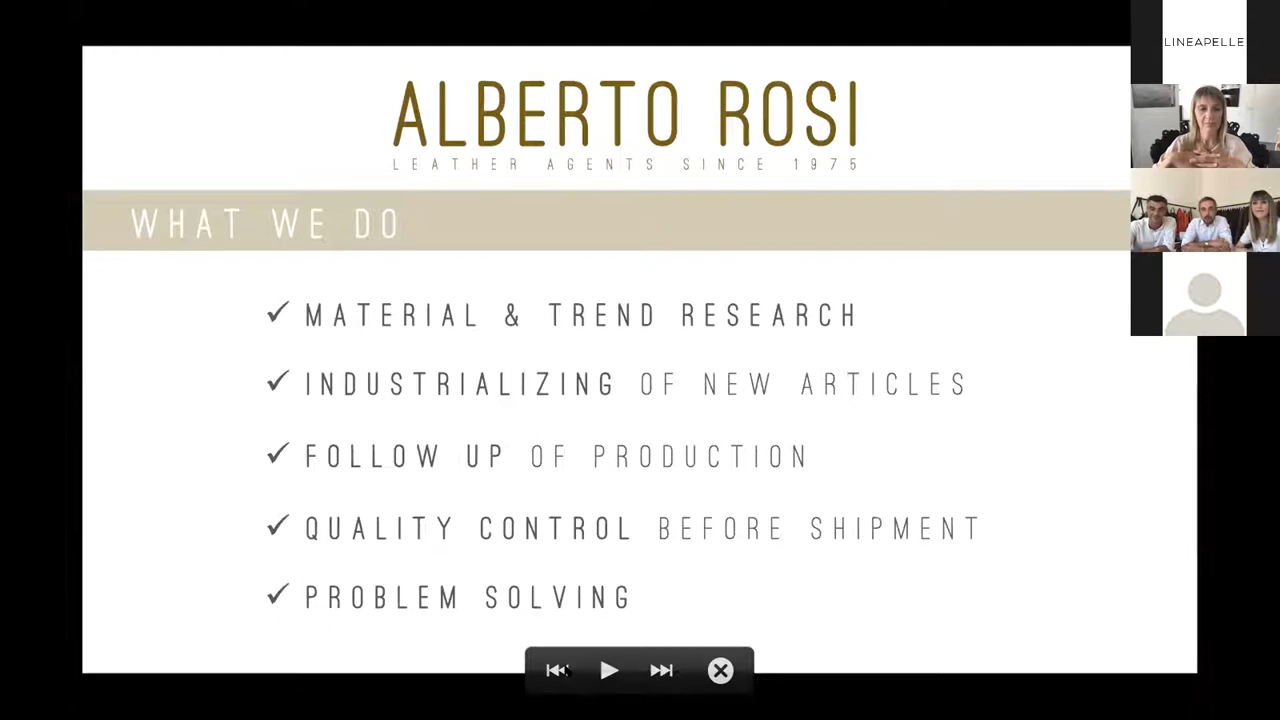 ALBERTO ROSI
LEATHER AGENTS SINCE 1975
LINEAPELLE
WHAT WE DO
✓ MATERIAL & TREND RESEARCH
✓ INDUSTRIALIZING OF NEW ARTICLES
✓ FOLLOW UP OF PRODUCTION
✓ QUALITY CONTROL BEFORE SHIPMENT
✓ PROBLEM SOLVING